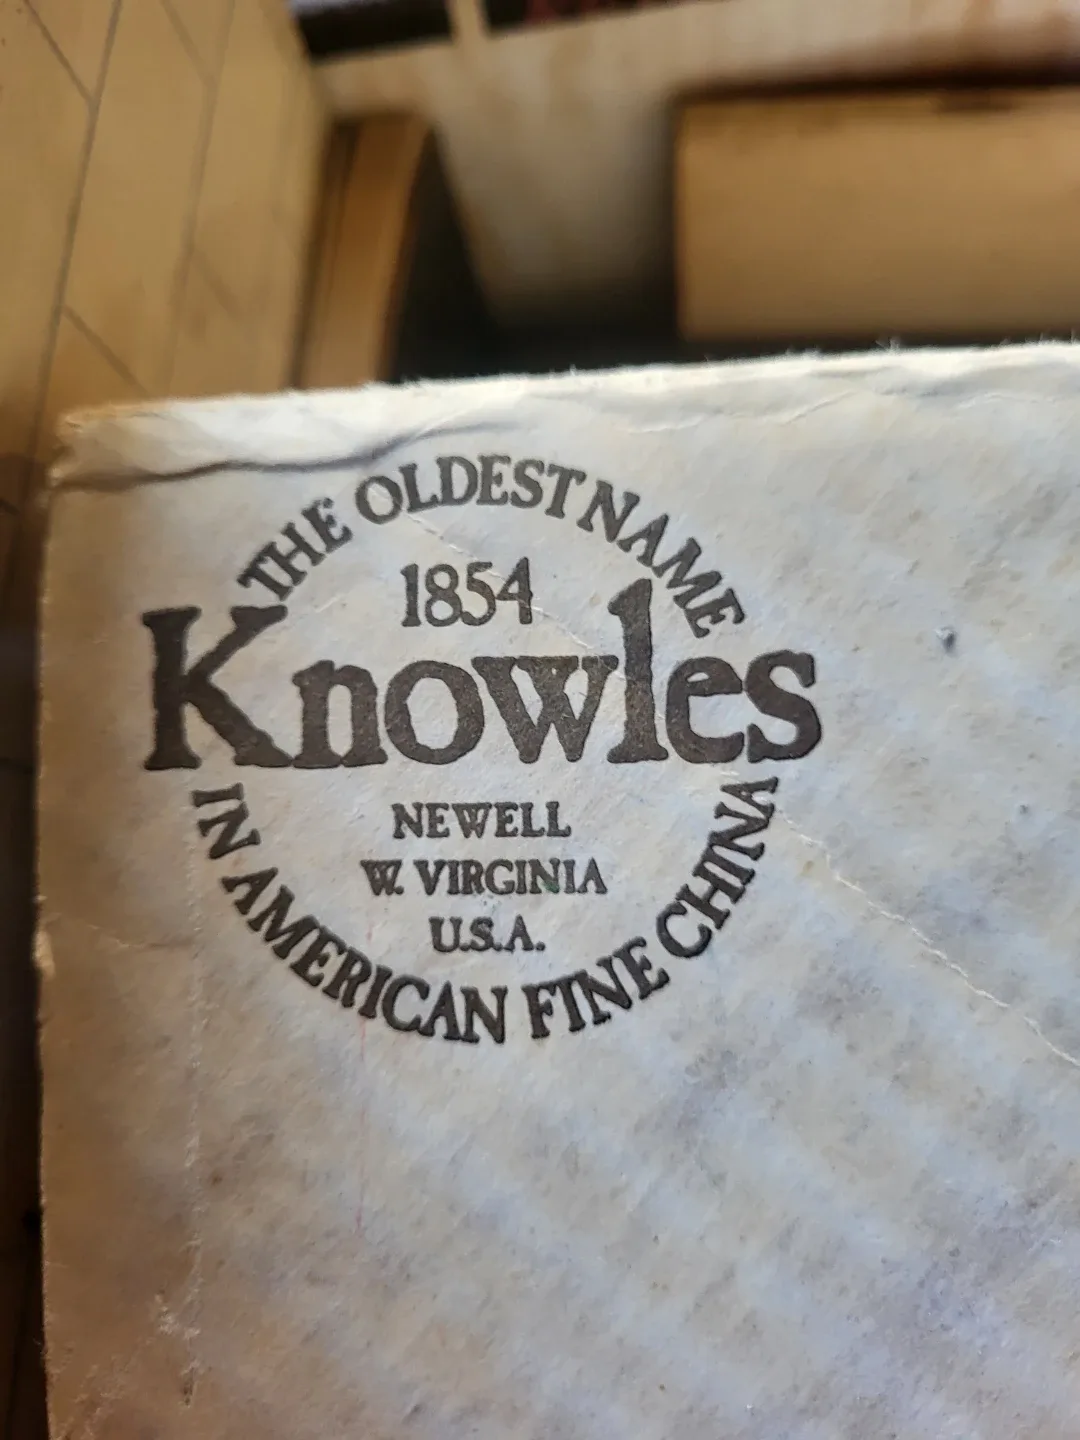 THE OLDEST NAME
1854
Knowles
NEWELL
W. VIRGINIA
U.S.A.
IN AMERICAN FINE CHINA